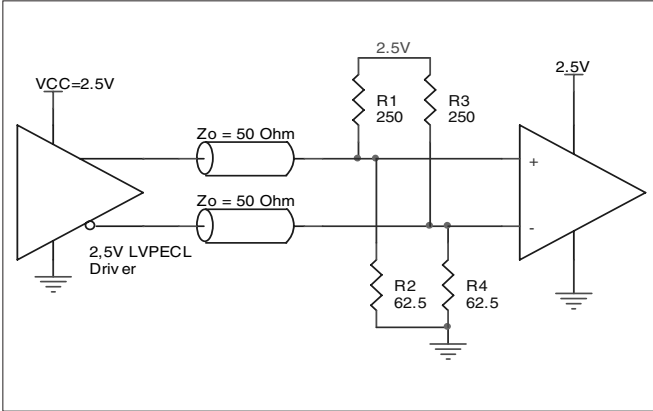 2.5V
VCC=2.5V
2.5V
R1
250
R3
250
Zo = 50 Ohm
+
Zo = 50 Ohm
-
2,5V LVPECL
Driver
R2
62.5
R4
62.5